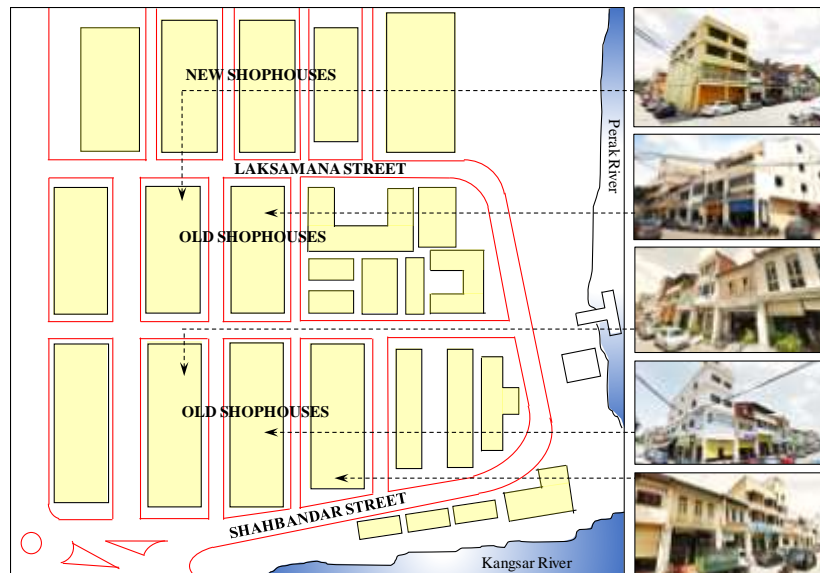 NEW SHOPHOUSES
Perak River
LAKSAMANA STREET
OLD SHOPHOUSES
OLD SHOPHOUSES
SHAHBANDAR STREET
Kangsar River